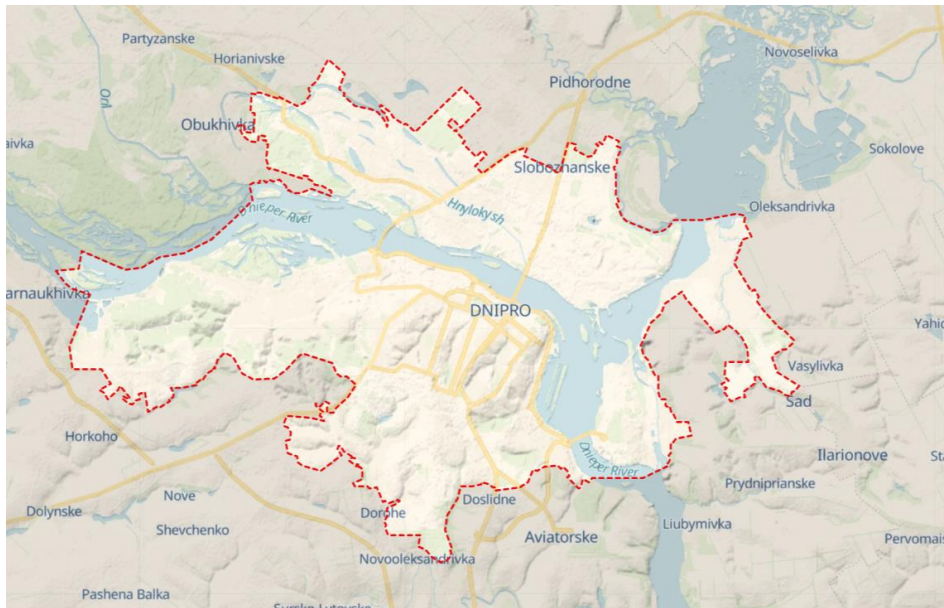 Partyzanske
Horianivske
Novoselivka
Pidhorodne
Oril
Obukhivka
aivka
Sokolove
Slobozhanske
Hnylokysh
Oleksandrivka
Dnieper River
arnaukhivka
DNIPRO
Yahid
Vasylivka
Sad
Horkoho
Ilarionove
Dnieper River
Sta
Prydniprianske
Nove
Doslidne
Dolynske
Dorohe
Liubymivka
Shevchenko
Aviatorske
Pervomais
Novooleksandrivka
Pashena Balka